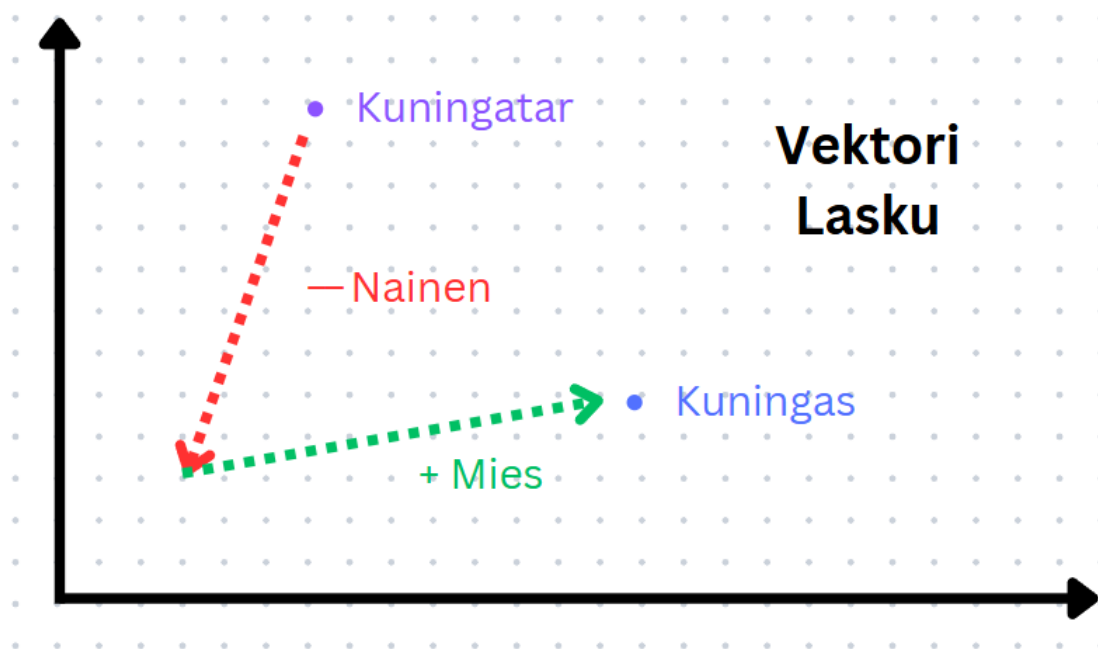 Kuningatar
Vektori
Lasku
— Nainen
Kuningas
+ Mies